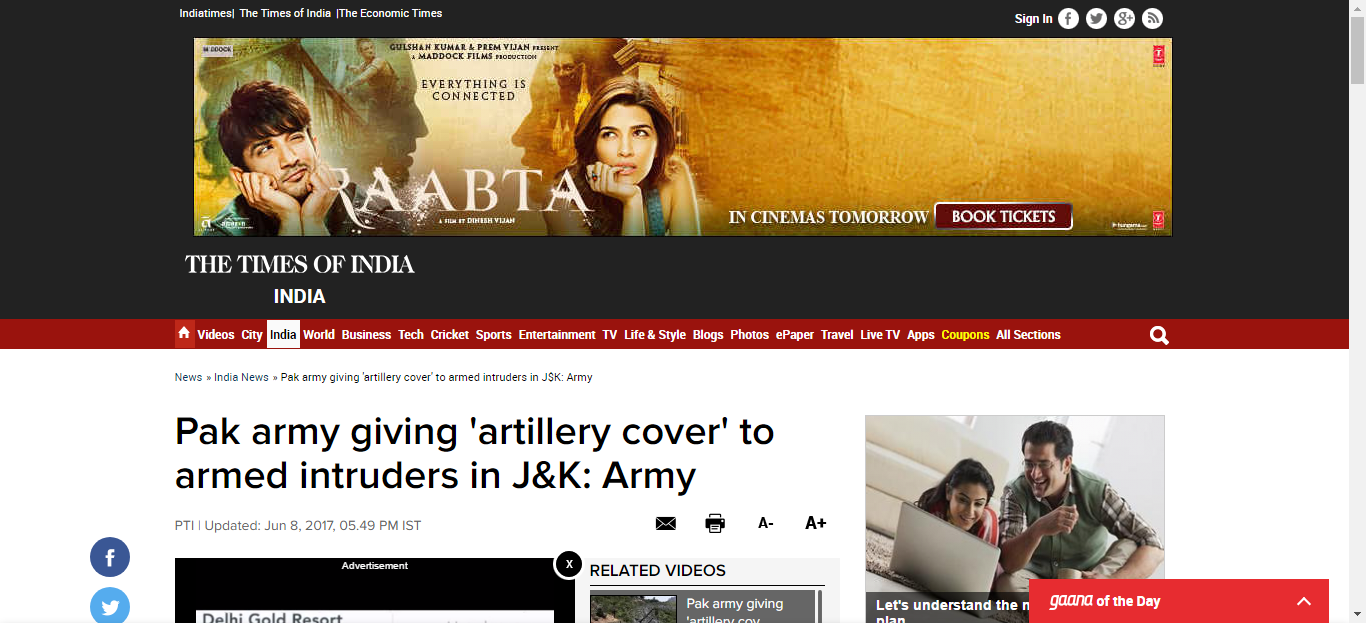 Indiatimes| The Times of India |The Economic Times
Sign In
MADDOCK
GULSHAN KUMAR & PREM VIJAN PRESENT
A MADDOCK FILMS PRODUCTION
EVERYTHING IS
CONNECTED
RAABTA
A FILM BY DINESH VIJAN
IN CINEMAS TOMORROW BOOK TICKETS
hungama.com
THE TIMES OF INDIA
INDIA
Videos City India World Business Tech Cricket Sports Entertainment TV Life & Style Blogs Photos ePaper Travel Live TV Apps Coupons All Sections
News » India News » Pak army giving 'artillery cover' to armed intruders in J$K: Army
Pak army giving 'artillery cover' to
armed intruders in J&K: Army
PTI | Updated: Jun 8, 2017, 05.49 PM IST
A- A+
Advertisement
X
Delhi Gold Resort
RELATED VIDEOS
Pak army giving
'artillery cov
Let's understand the n
plan
gaana of the Day